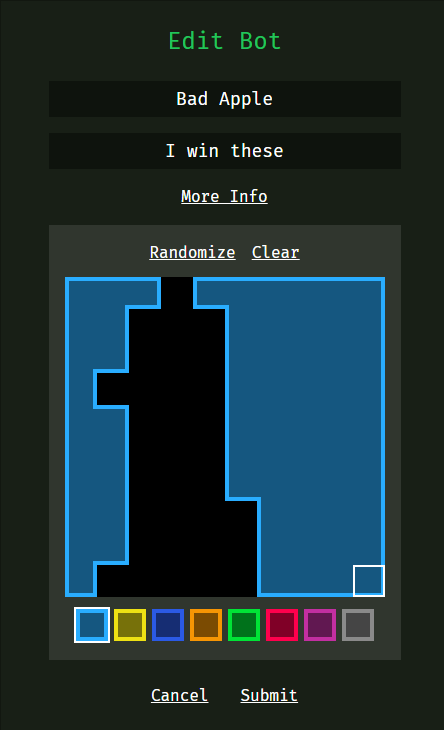 Edit Bot
Bad Apple
I win these
More Info
Randomize Clear
Cancel Submit